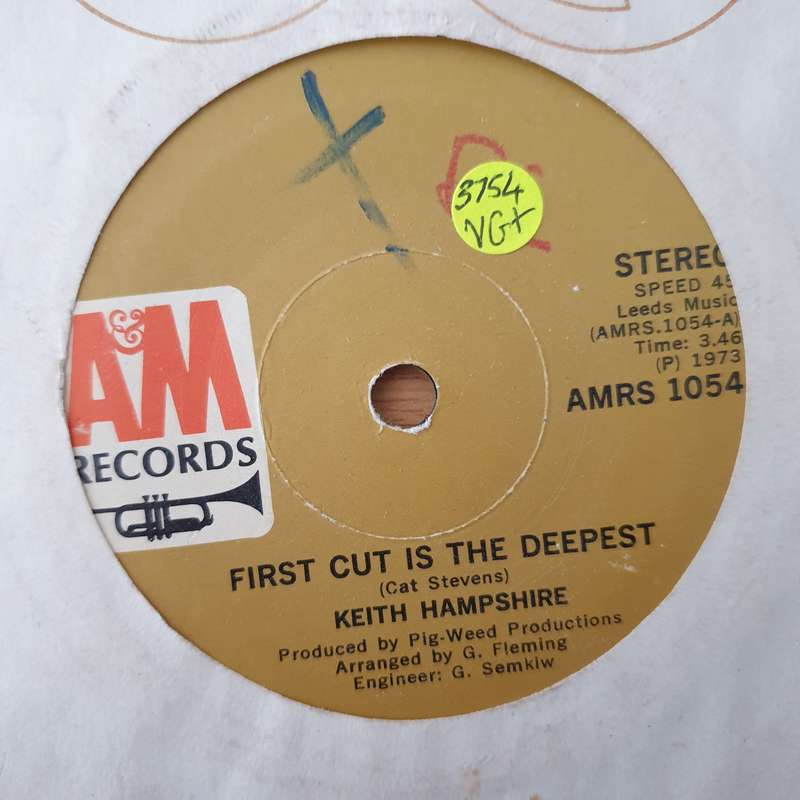 3754
VG+
STEREO
SPEED 45
Leeds Music
(AMRS.1054-A)
Time: 3.46
(P) 1973
AMRS 1054
A&M
RECORDS
FIRST CUT IS THE DEEPEST
(Cat Stevens)
KEITH HAMPSHIRE
Produced by Pig-Weed Productions
Arranged by G. Fleming
Engineer: G. Semkiw